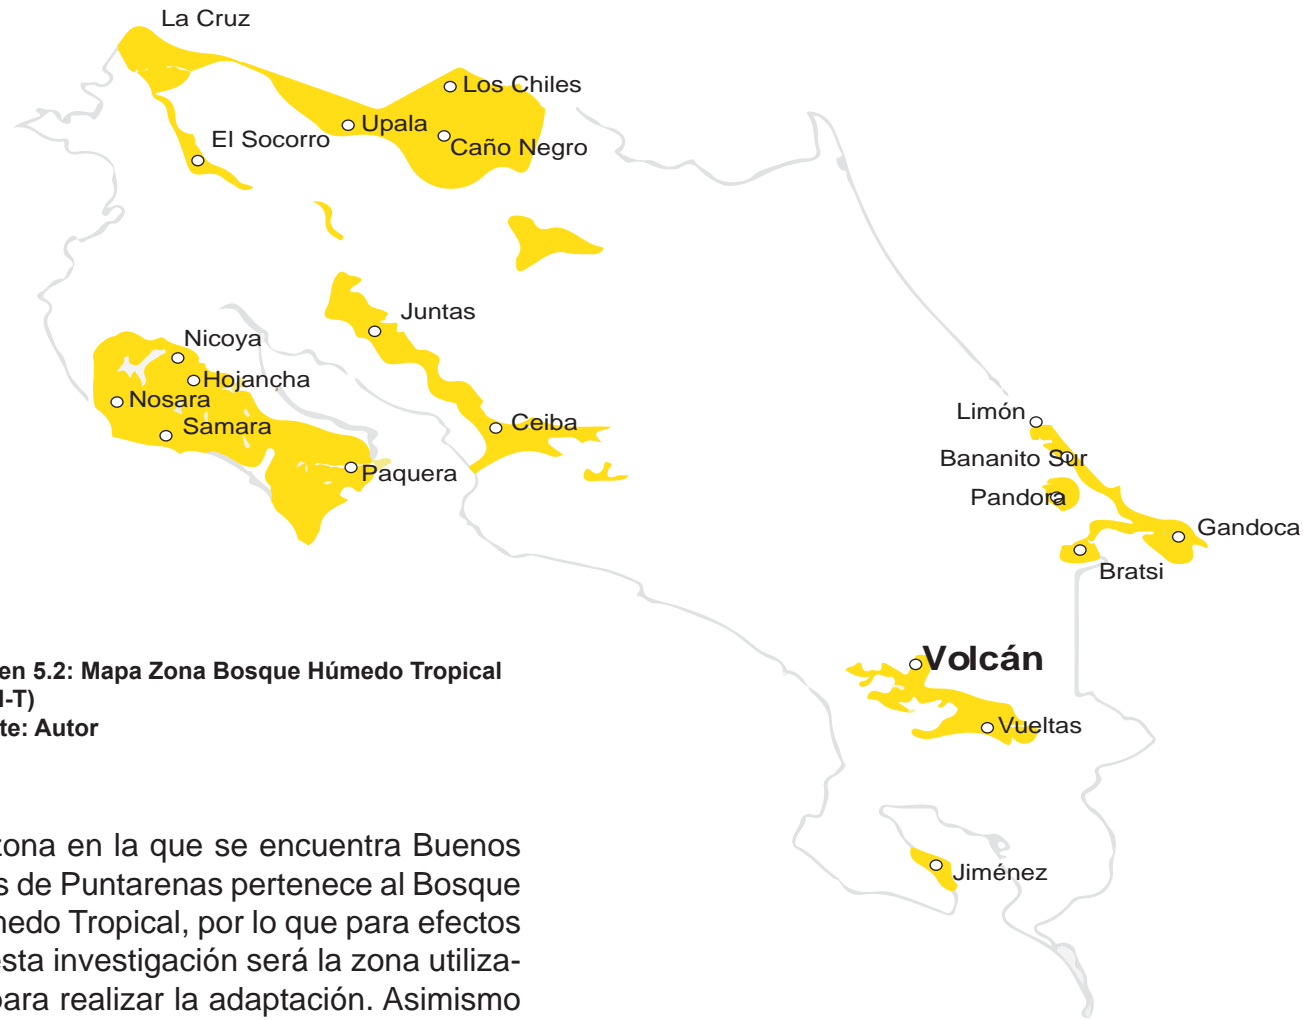 La Cruz
Los Chiles
Upala
El Socorro
Caño Negro
Juntas
Nicoya
Hojancha
Nosara
Samara
Ceiba
Paquera
Limón
Bananito Sur
Pandora
Gandoca
Bratsi
Volcán
Vueltas
Jiménez
en 5.2: Mapa Zona Bosque Húmedo Tropical
-T)
te: Autor
zona en la que se encuentra Buenos
s de Puntarenas pertenece al Bosque
medo Tropical, por lo que para efectos
esta investigación será la zona utiliza-
para realizar la adaptación. Asimismo